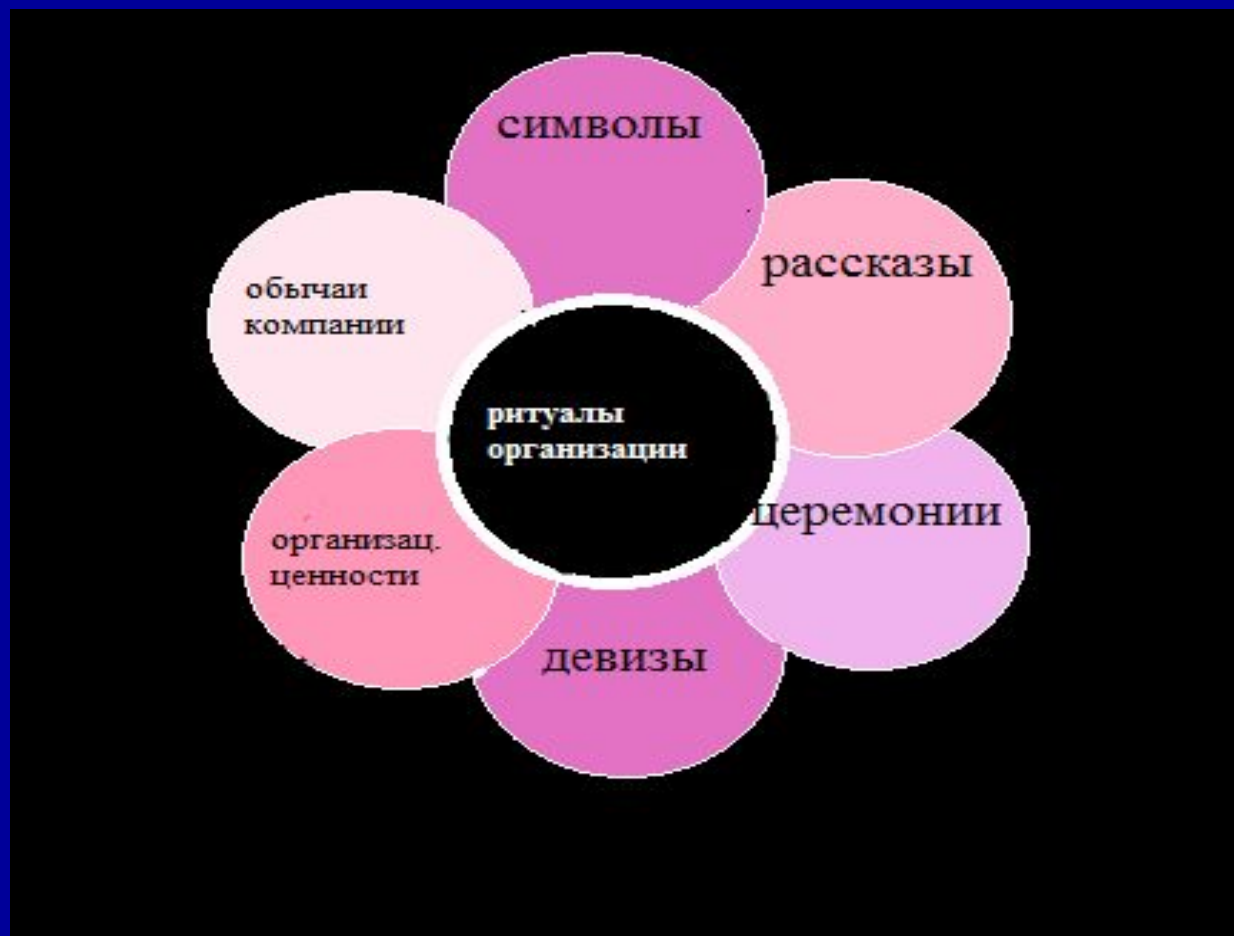 символы
рассказы
обычаи
компании
ритуалы
организации
церемонии
организац.
ценности
девизы